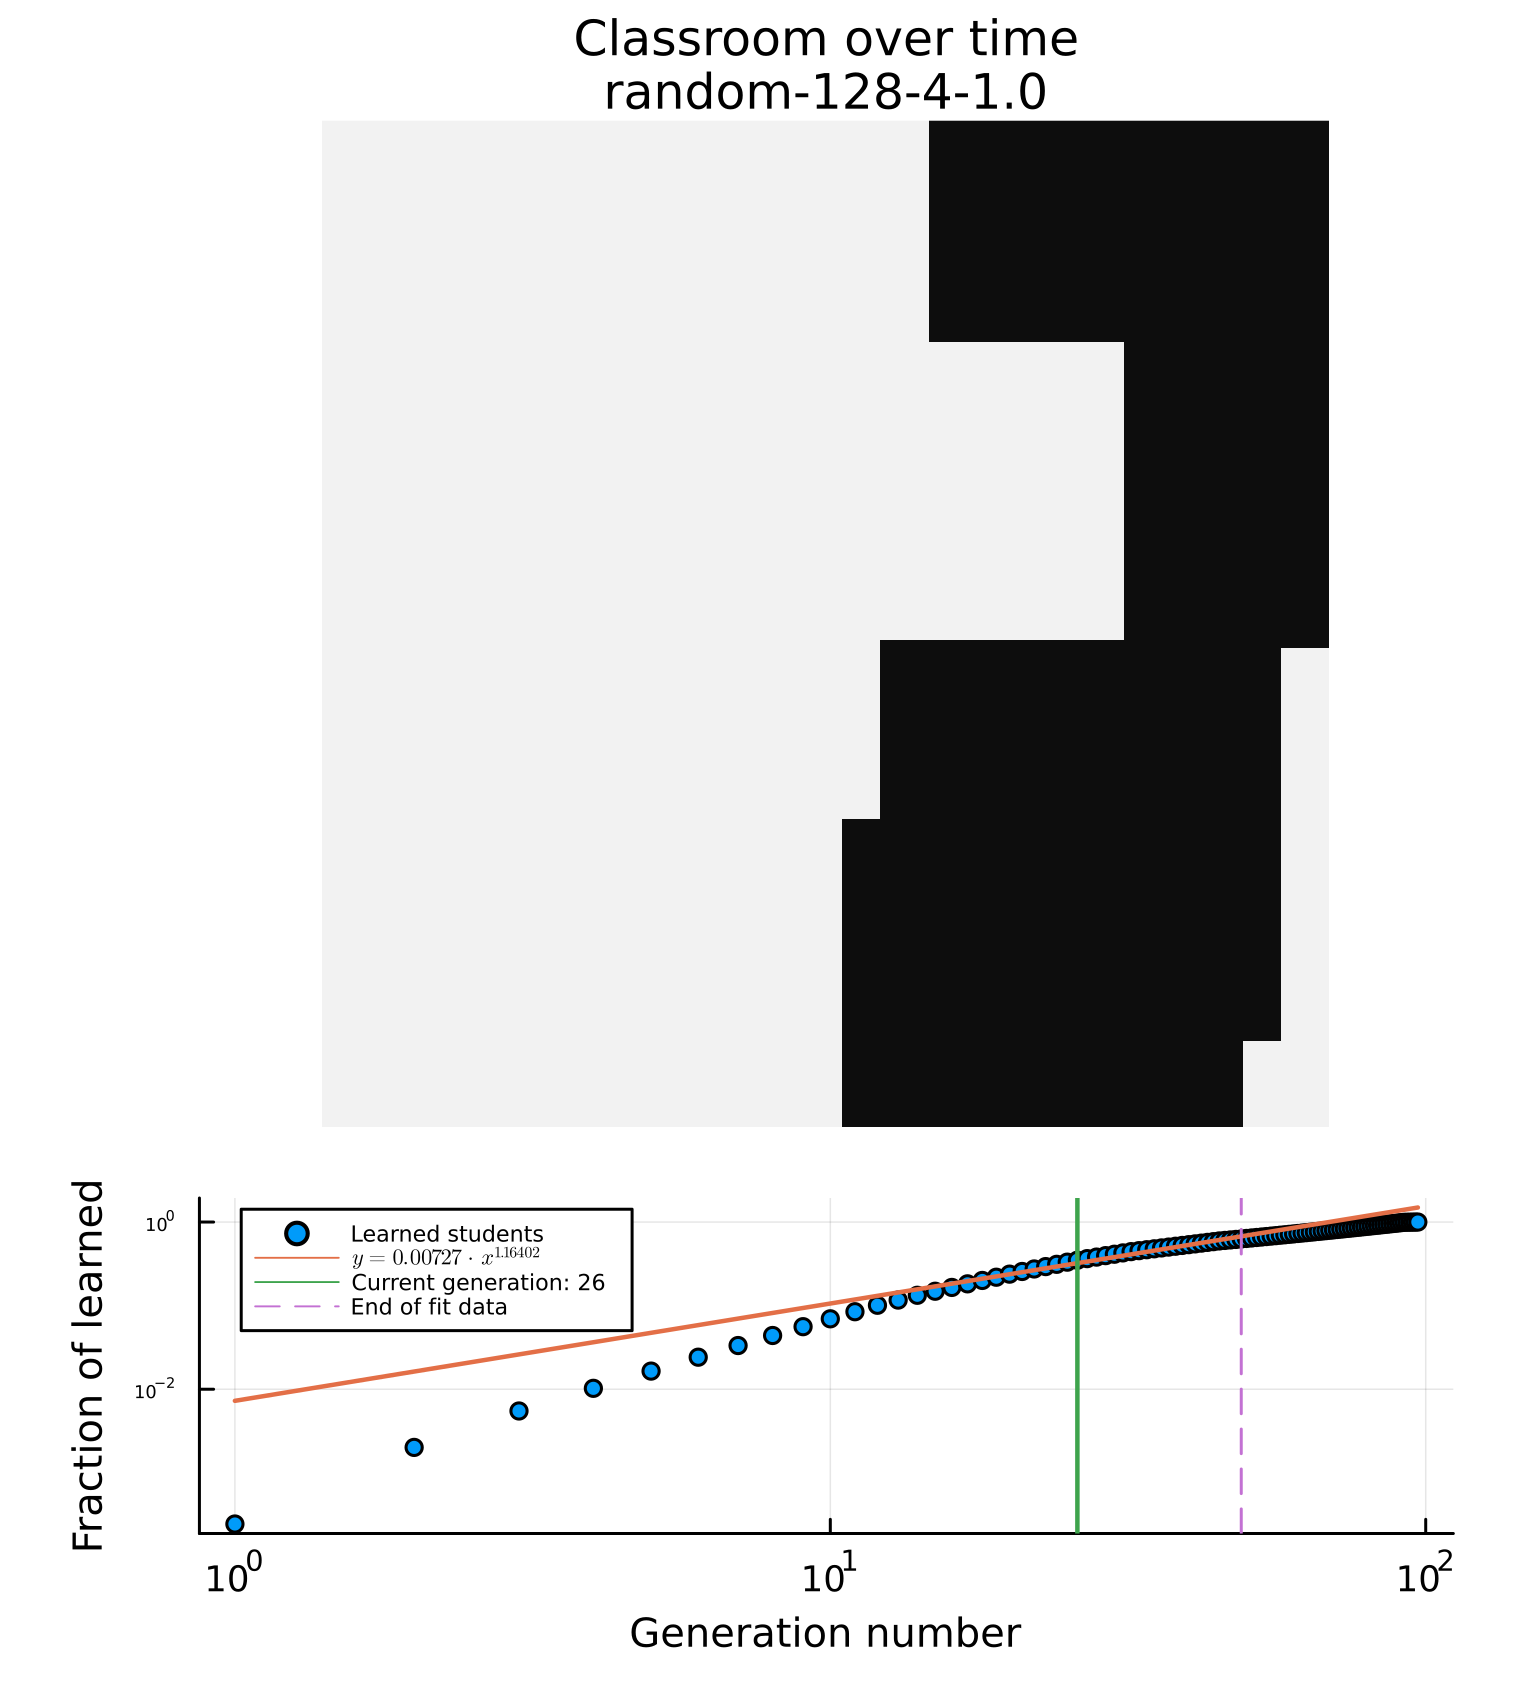 Classroom over time
random-128-4-1.0
Fraction of learned
10^0
10^-2
Learned students
y = 0.00727 · x^1.16402
Current generation: 26
End of fit data
10^0 10^1 10^2
Generation number